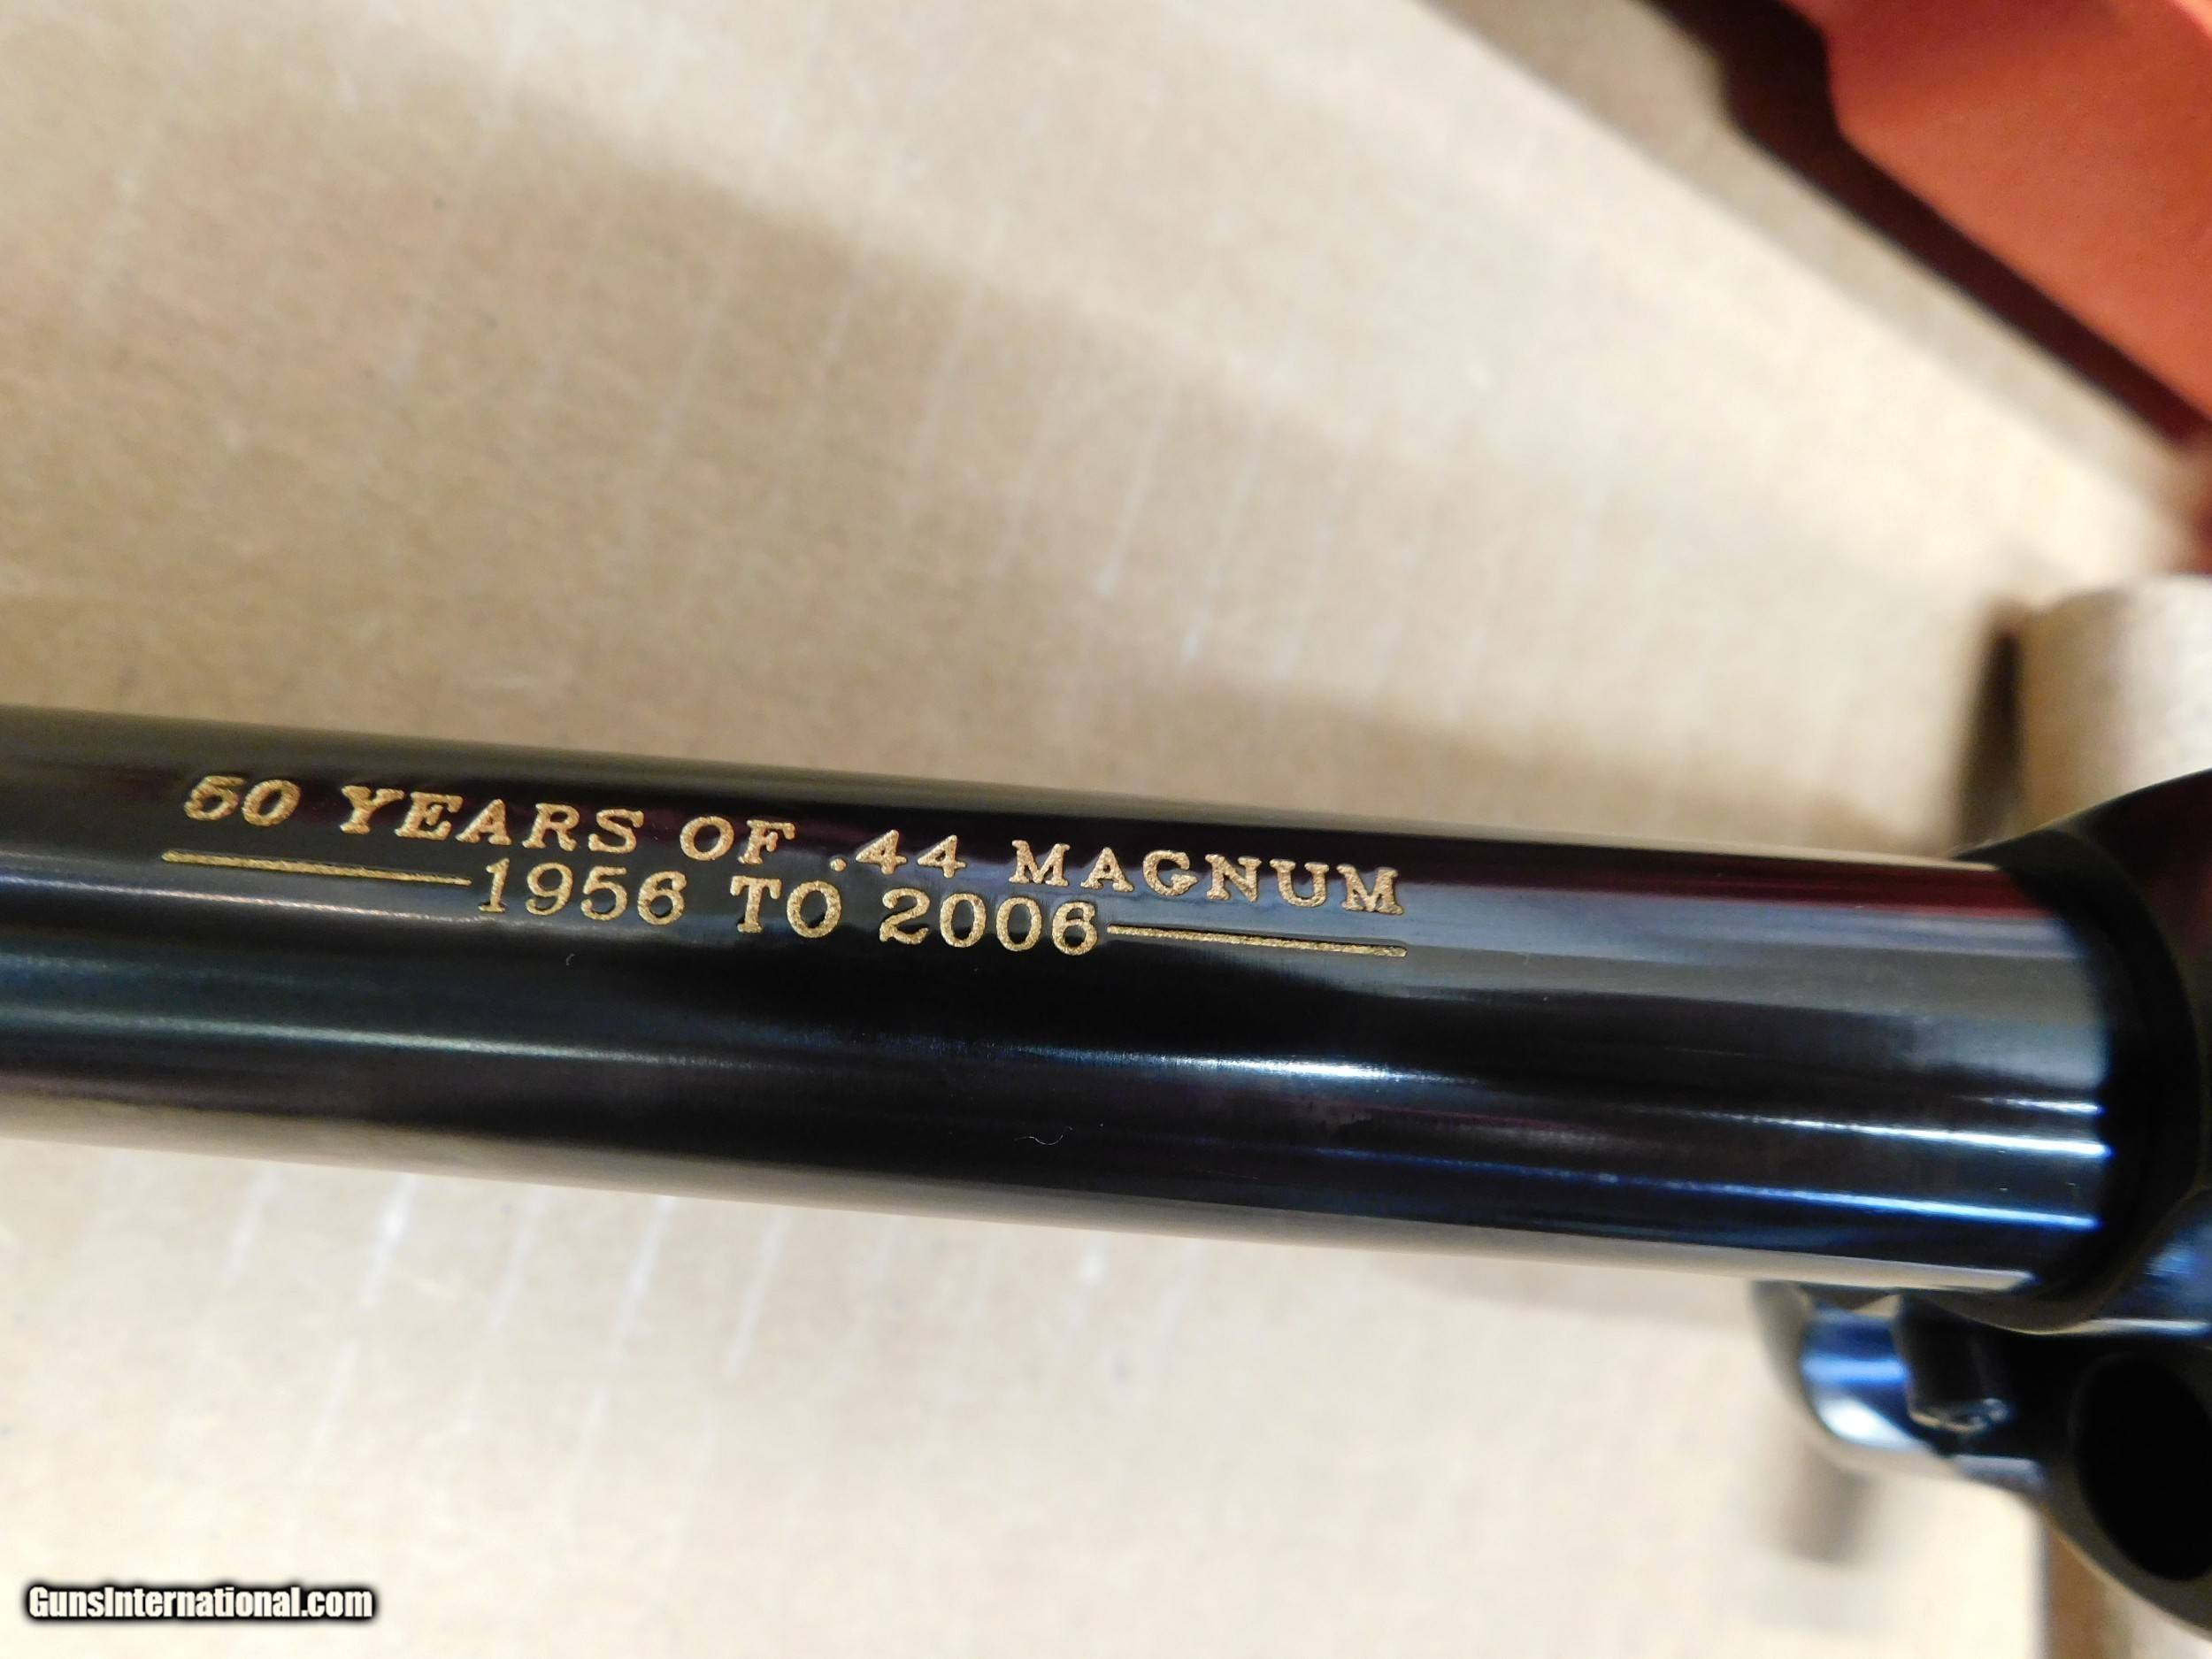 50 YEARS OF .44 MAGNUM
1956 TO 2006
GunsInternational.com